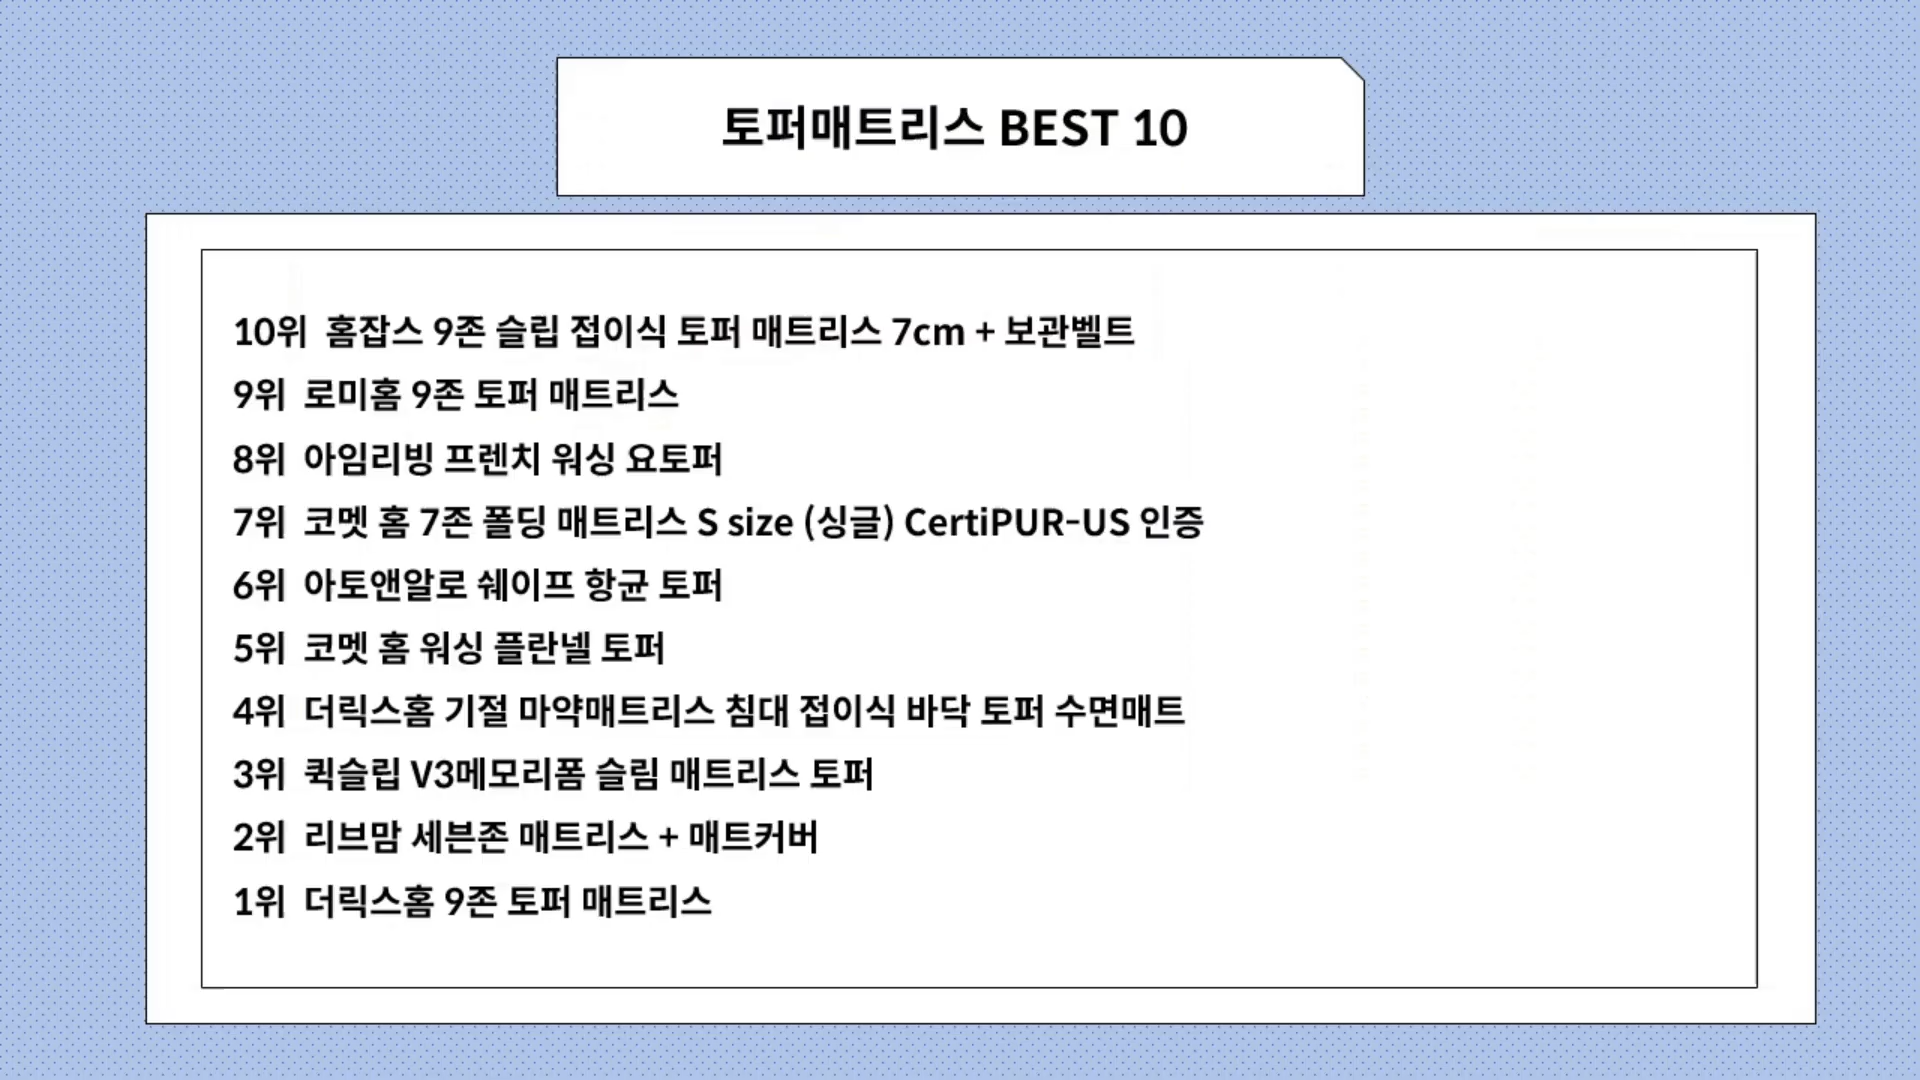 토퍼매트리스 BEST 10
10위 홈잡스 9존 슬립 접이식 토퍼 매트리스 7cm + 보관벨트
9위 로미홈 9존 토퍼 매트리스
8위 아임리빙 프렌치 워싱 요토퍼
7위 코멧 홈 7존 폴딩 매트리스 S size (싱글) CertiPUR-US 인증
6위 아토앤알로 쉐이프 항균 토퍼
5위 코멧 홈 워싱 플란넬 토퍼
4위 더릭스홈 기절 마약매트리스 침대 접이식 바닥 토퍼 수면매트
3위 퀵슬립 V3메모리폼 슬림 매트리스 토퍼
2위 리브맘 세븐존 매트리스 + 매트커버
1위 더릭스홈 9존 토퍼 매트리스